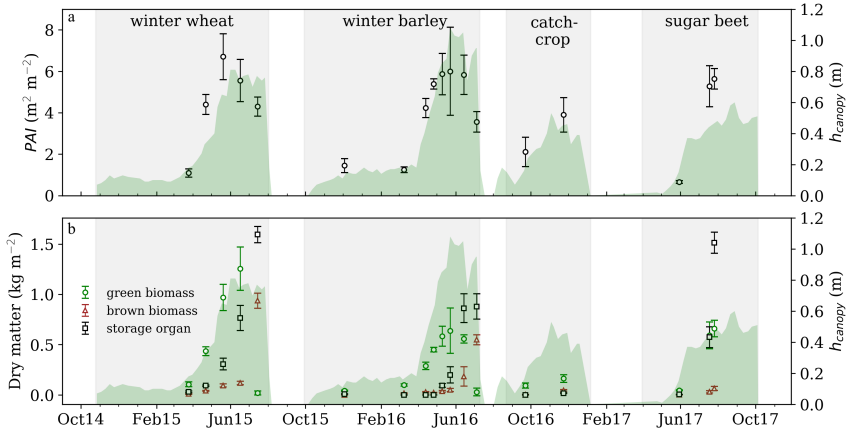 a
winter wheat
winter barley
catch-
crop
sugar beet
8
6
4
2
0
PAI (m² m⁻²)
1.2
1.0
0.8
0.6
0.4
0.2
0.0
h_canopy (m)
b
1.5
1.0
0.5
0.0
Dry matter (kg m⁻²)
green biomass
brown biomass
storage organ
1.2
1.0
0.8
0.6
0.4
0.2
0.0
h_canopy (m)
Oct14 Feb15 Jun15 Oct15 Feb16 Jun16 Oct16 Feb17 Jun17 Oct17